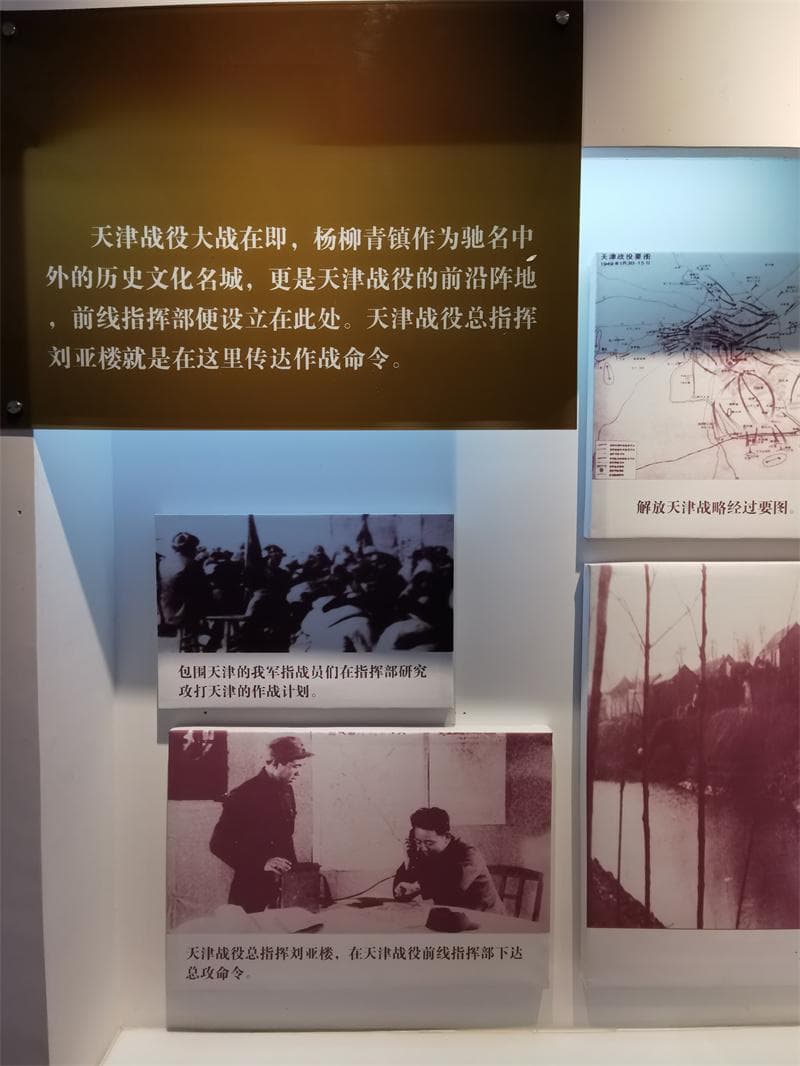 天津战役大战在即，杨柳青镇作为驰名中
外的历史文化名城，更是天津战役的前沿阵地
，前线指挥部便设立在此处。天津战役总指挥
刘亚楼就是在这里传达作战命令。
天津战役要图
解放天津战略经过要图。
包围天津的我军指战员们在指挥部研究
攻打天津的作战计划。
天津战役总指挥刘亚楼，在天津战役前线指挥部下达
总攻命令。